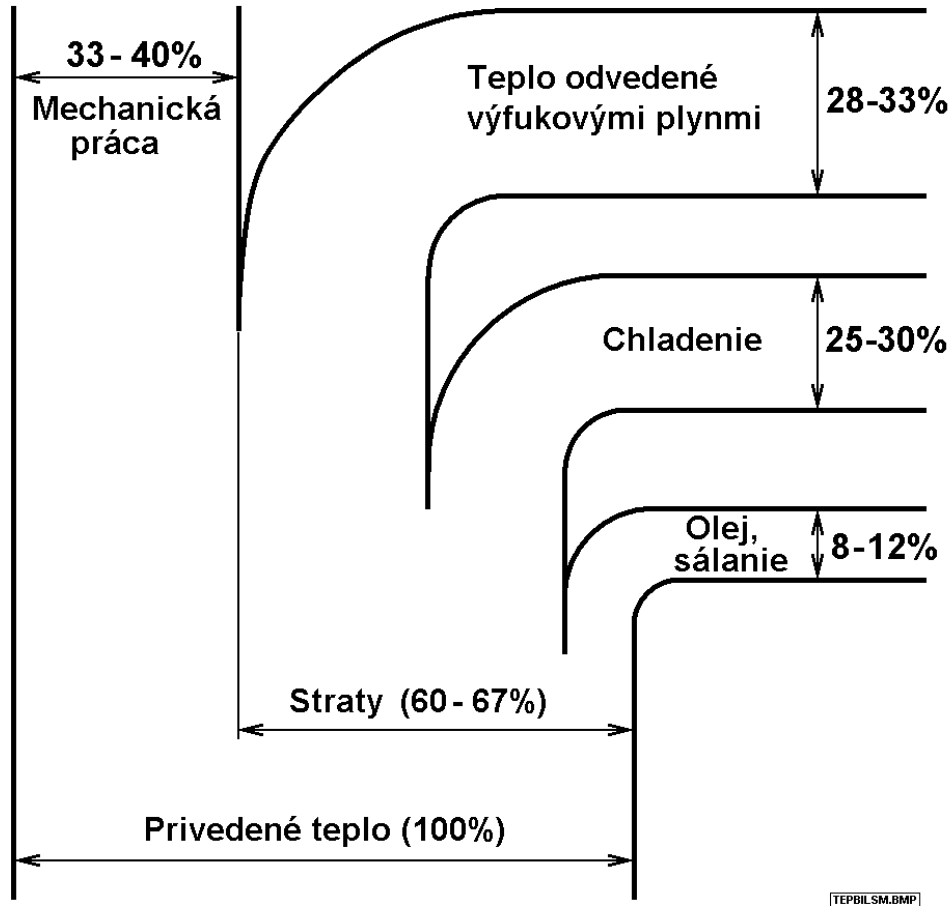 33 - 40%
Mechanická
práca
Teplo odvedené
výfukovými plynmi
28-33%
Chladenie
25-30%
Olej,
sálanie
8-12%
Straty (60 - 67%)
Privedené teplo (100%)
TEPBILSM.BMP